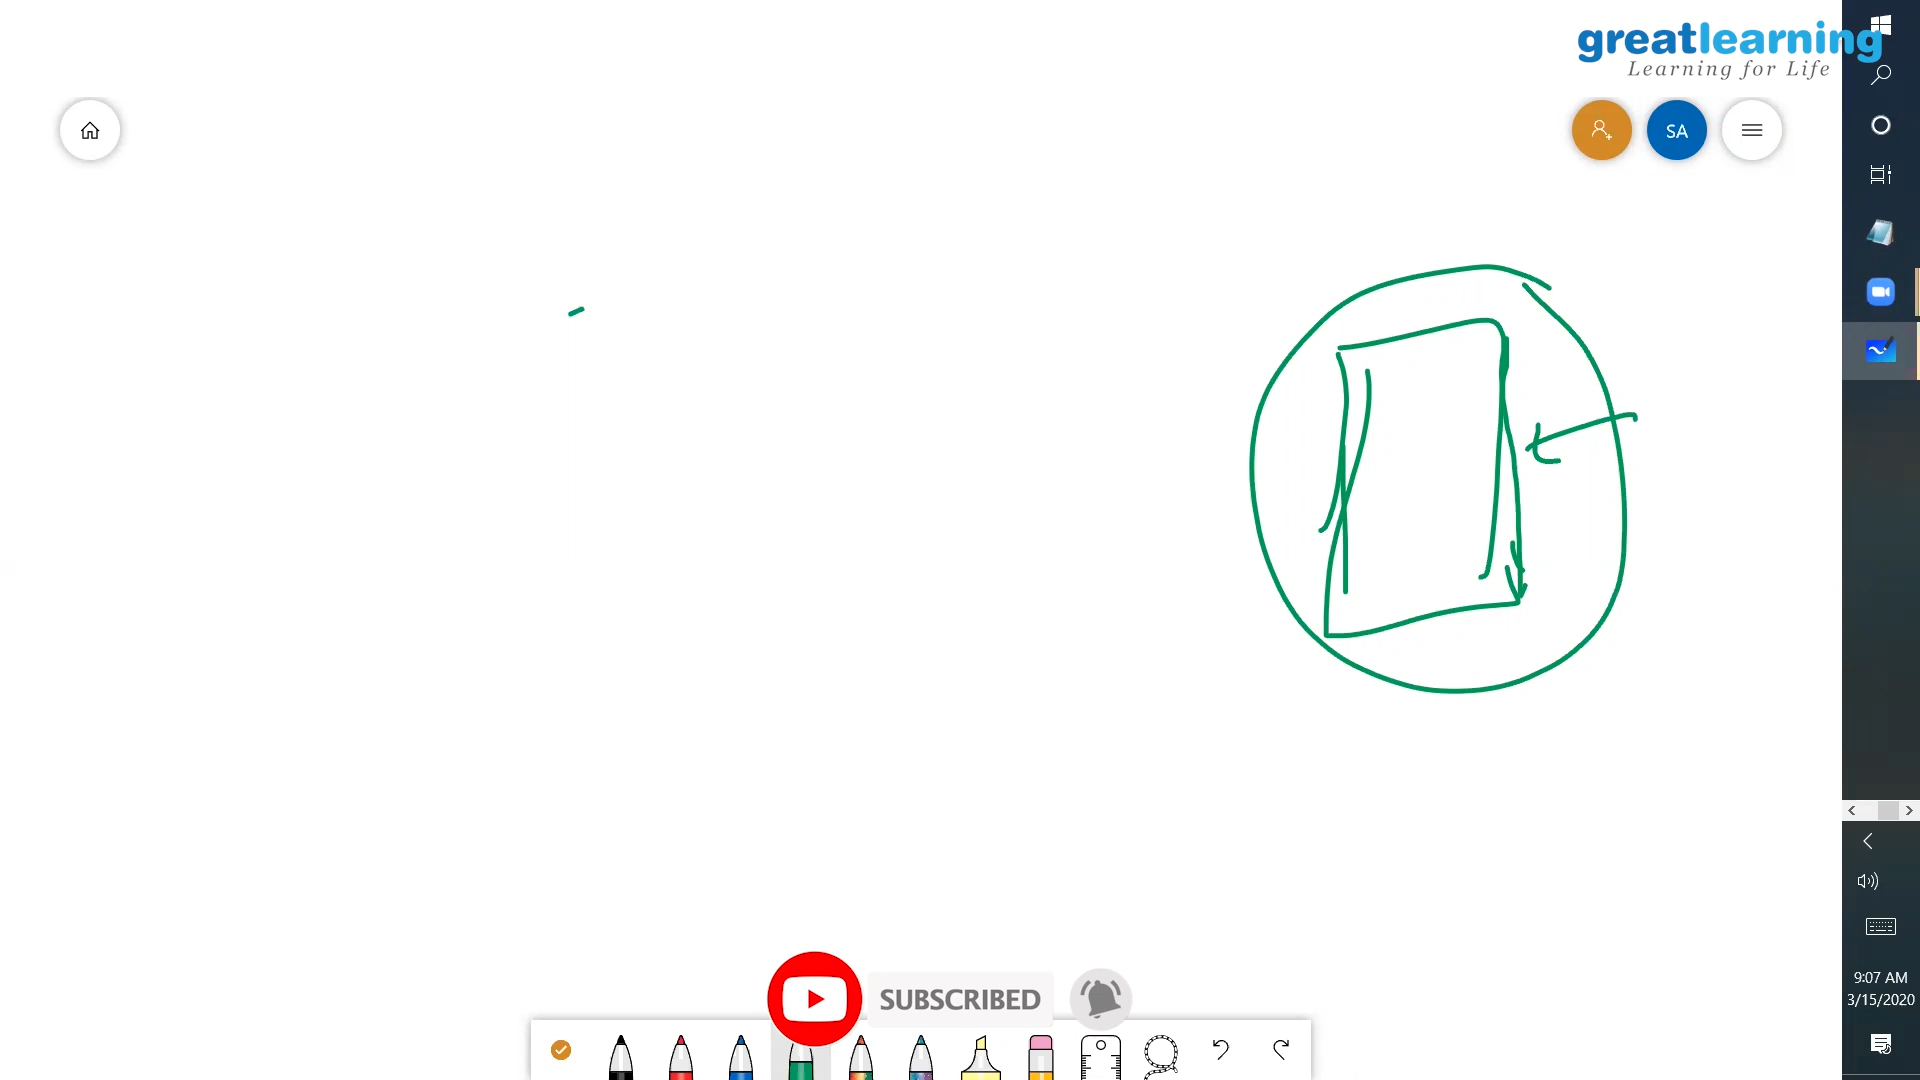 greatlearning
Learning for Life
SA
SUBSCRIBED
9:07 AM
3/15/2020